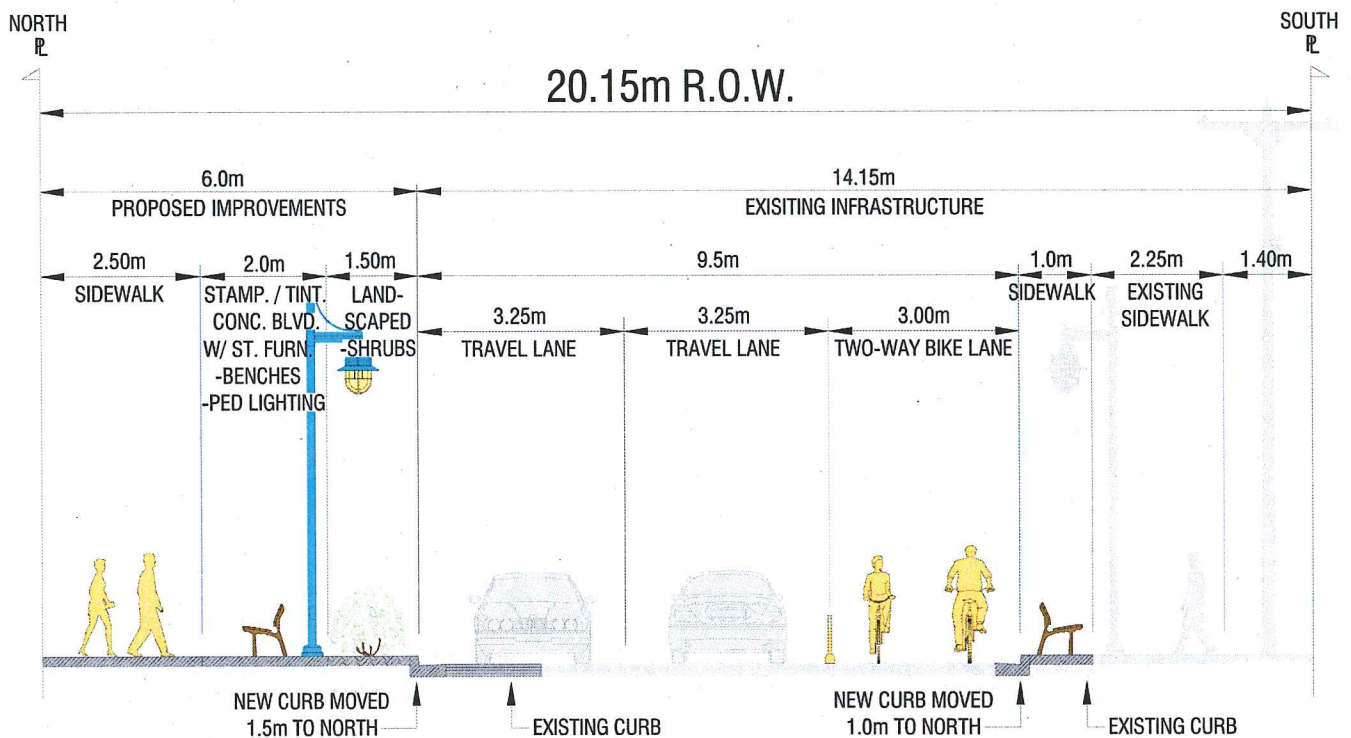 NORTH
SOUTH
PL
PL
20.15m R.O.W.
6.0m
14.15m
PROPOSED IMPROVEMENTS
EXISITING INFRASTRUCTURE
2.50m
2.0m
1.50m
9.5m
1.0m
2.25m
1.40m
SIDEWALK
STAMP. / TINT.
CONC. BLVD.
W/ ST. FURN.
-BENCHES
-PED LIGHTING
LAND-
SCAPED
-SHRUBS
SIDEWALK
EXISTING
SIDEWALK
3.25m
3.25m
3.00m
TRAVEL LANE
TRAVEL LANE
TWO-WAY BIKE LANE
NEW CURB MOVED
1.5m TO NORTH
EXISTING CURB
NEW CURB MOVED
1.0m TO NORTH
EXISTING CURB